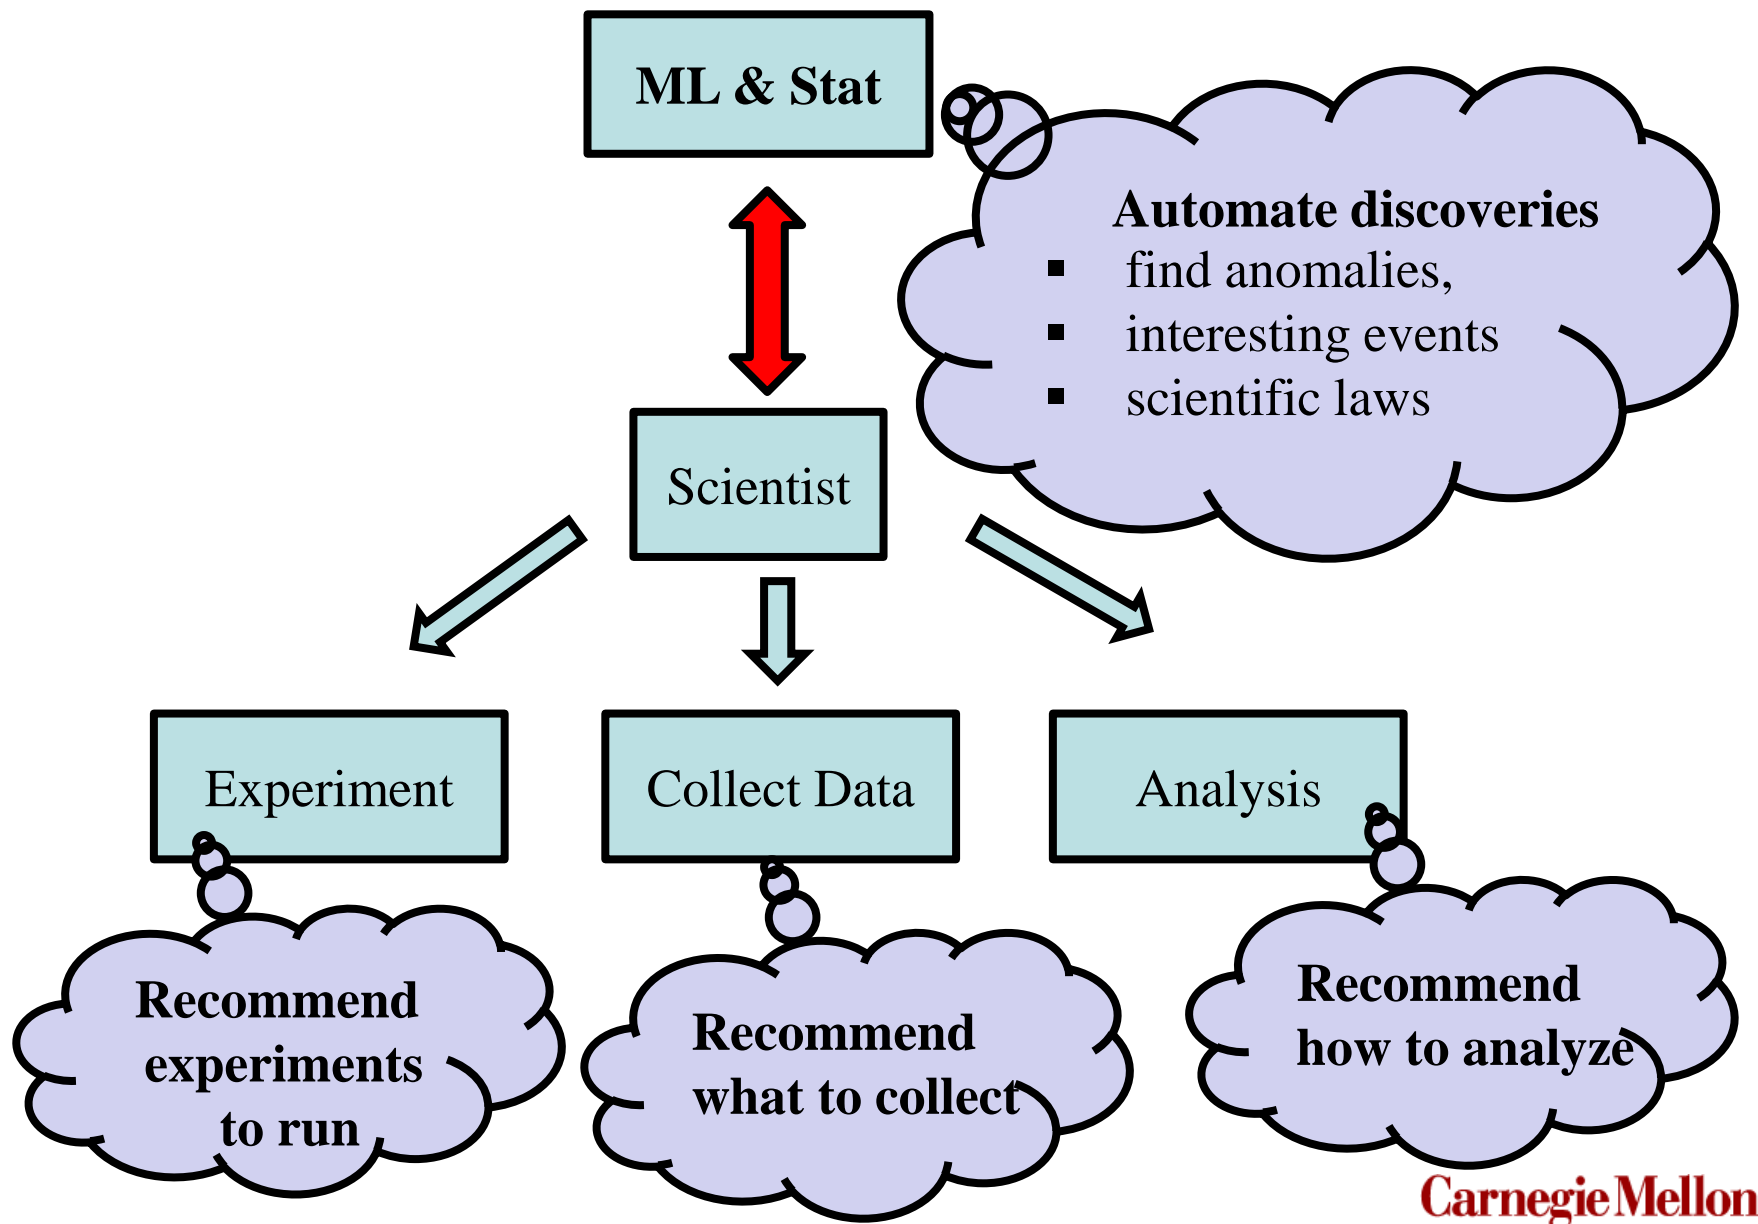 ML & Stat
Automate discoveries
▪ find anomalies,
▪ interesting events
▪ scientific laws
Scientist
Experiment
Collect Data
Analysis
Recommend
experiments
to run
Recommend
what to collect
Recommend
how to analyze
Carnegie Mellon